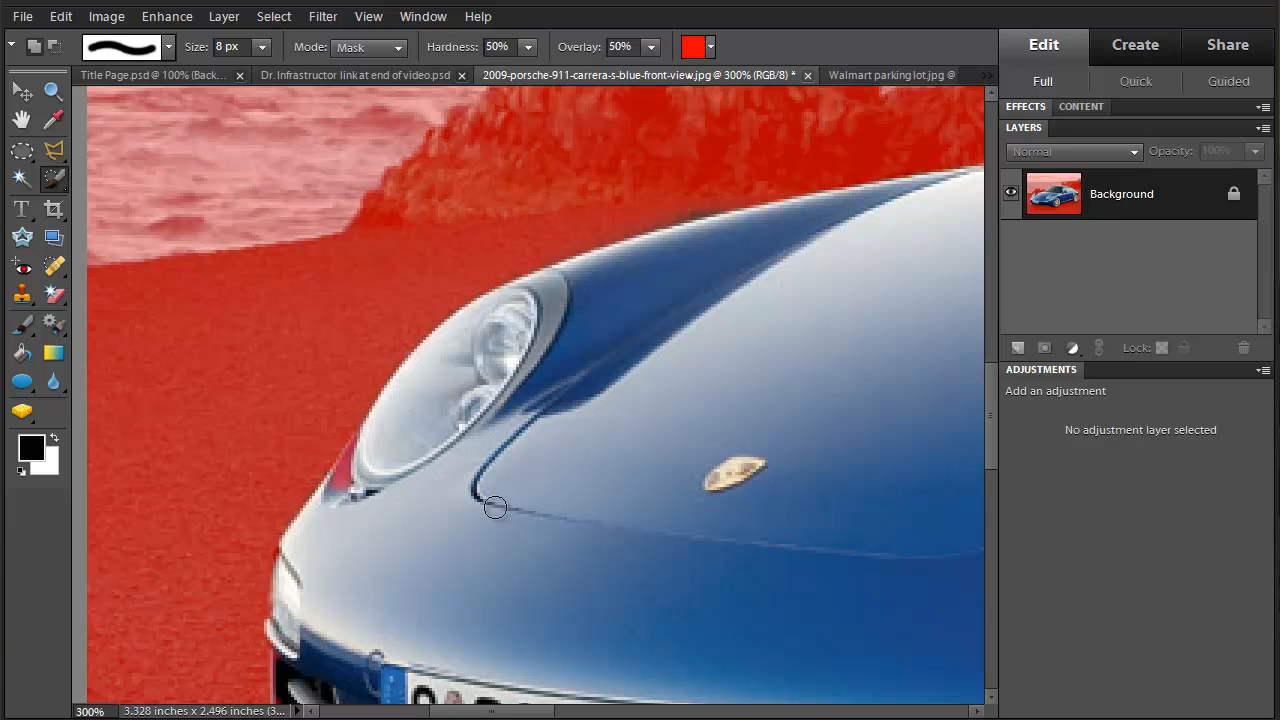 File Edit Image Enhance Layer Select Filter View Window Help
Size: 8 px Mode: Mask Hardness: 50% Overlay: 50%
Edit Create Share
Title Page.psd @ 100% (Back... Dr. Infrastructor link at end of video.psd 2009-porsche-911-carrera-s-blue-front-view.jpg @ 300% (RGB/8) * Walmart parking lot.jpg @
Full Quick Guided
EFFECTS CONTENT
LAYERS
Normal Opacity: 100%
Background
Lock:
ADJUSTMENTS
Add an adjustment
No adjustment layer selected
300% 3.328 inches x 2.496 inches (3...